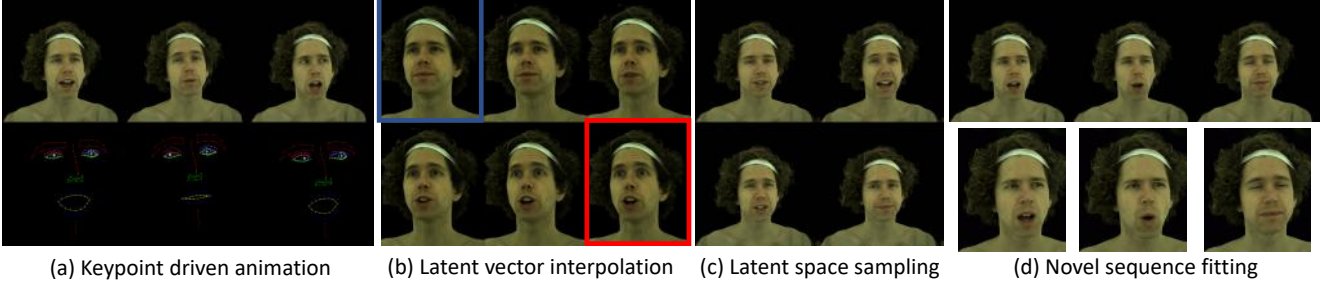 (a) Keypoint driven animation
(b) Latent vector interpolation
(c) Latent space sampling
(d) Novel sequence fitting